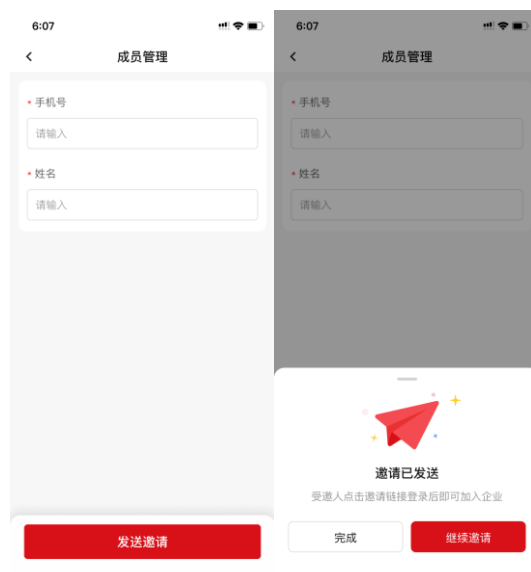 6:07
成员管理
* 手机号
请输入
* 姓名
请输入
发送邀请
6:07
成员管理
* 手机号
请输入
* 姓名
请输入
邀请已发送
受邀人点击邀请链接登录后即可加入企业
完成
继续邀请